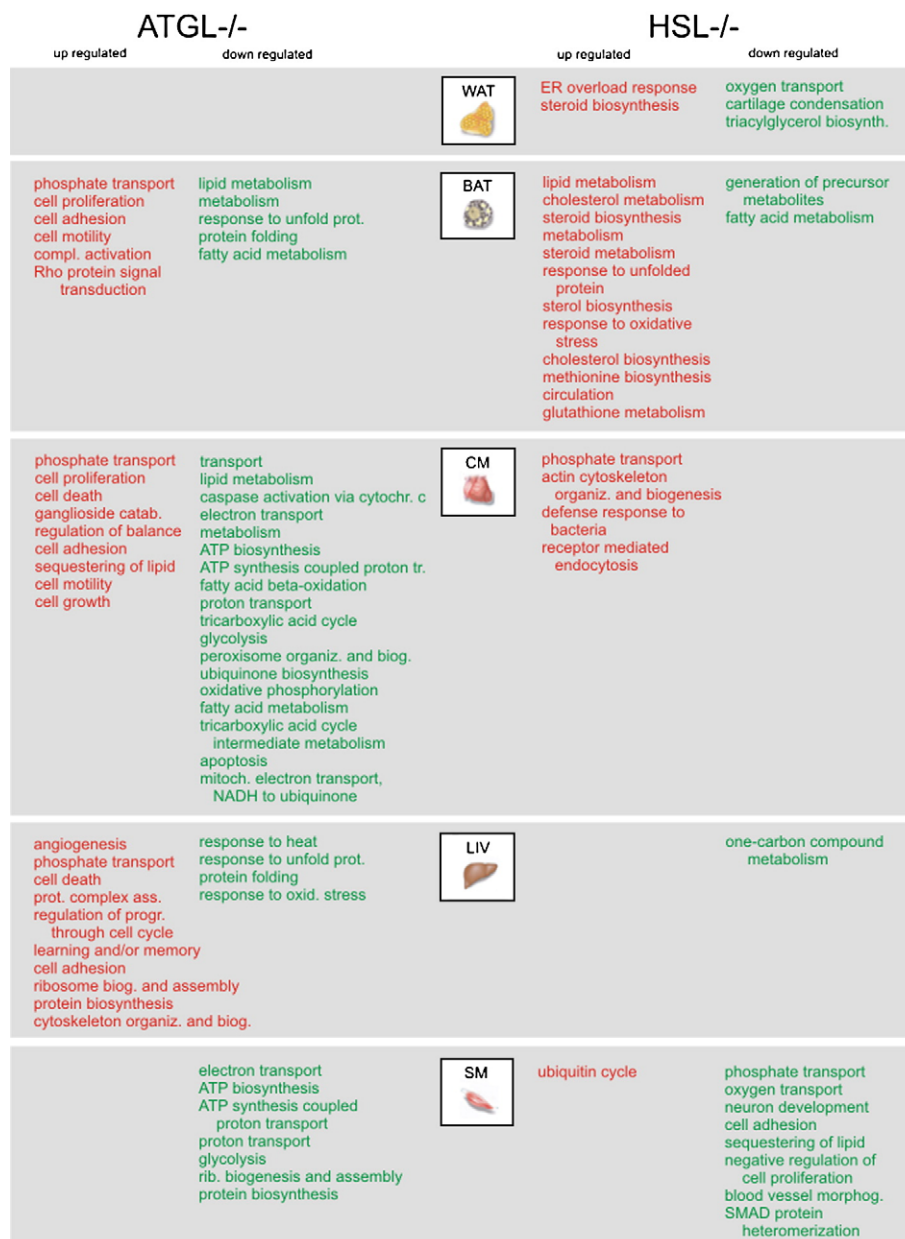 ATGL-/-
HSL-/-
up regulated
down regulated
up regulated
down regulated
WAT
ER overload response
steroid biosynthesis
oxygen transport
cartilage condensation
triacylglycerol biosynth.
phosphate transport
cell proliferation
cell adhesion
cell motility
compl. activation
Rho protein signal
transduction
lipid metabolism
metabolism
response to unfold prot.
protein folding
fatty acid metabolism
BAT
lipid metabolism
cholesterol metabolism
steroid biosynthesis
metabolism
steroid metabolism
response to unfolded
protein
sterol biosynthesis
response to oxidative
stress
cholesterol biosynthesis
methionine biosynthesis
circulation
glutathione metabolism
generation of precursor
metabolites
fatty acid metabolism
phosphate transport
cell proliferation
cell death
ganglioside catab.
regulation of balance
cell adhesion
sequestering of lipid
cell motility
cell growth
transport
lipid metabolism
caspase activation via cytochr. c
electron transport
metabolism
ATP biosynthesis
ATP synthesis coupled proton tr.
fatty acid beta-oxidation
proton transport
tricarboxylic acid cycle
glycolysis
peroxisome organiz. and biog.
ubiquinone biosynthesis
oxidative phosphorylation
fatty acid metabolism
tricarboxylic acid cycle
intermediate metabolism
apoptosis
mitoch. electron transport,
NADH to ubiquinone
CM
phosphate transport
actin cytoskeleton
organiz. and biogenesis
defense response to
bacteria
receptor mediated
endocytosis
angiogenesis
phosphate transport
cell death
prot. complex ass.
regulation of progr.
through cell cycle
learning and/or memory
cell adhesion
ribosome biog. and assembly
protein biosynthesis
cytoskeleton organiz. and biog.
response to heat
response to unfold prot.
protein folding
response to oxid. stress
LIV
one-carbon compound
metabolism
electron transport
ATP biosynthesis
ATP synthesis coupled
proton transport
proton transport
glycolysis
rib. biogenesis and assembly
protein biosynthesis
SM
ubiquitin cycle
phosphate transport
oxygen transport
neuron development
cell adhesion
sequestering of lipid
negative regulation of
cell proliferation
blood vessel morphog.
SMAD protein
heteromerization